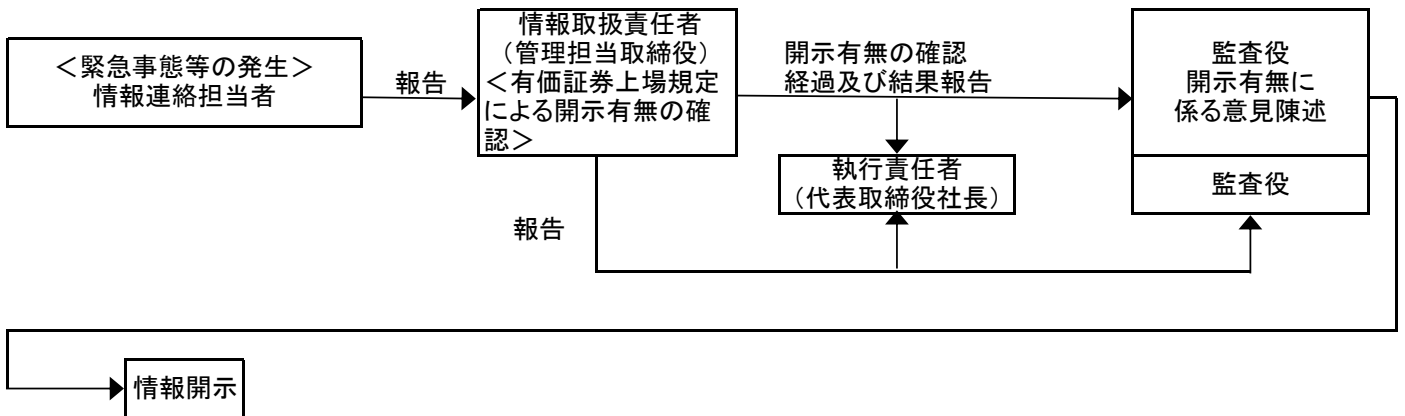 ＜緊急事態等の発生＞
情報連絡担当者
報告
情報取扱責任者
（管理担当取締役）
＜有価証券上場規定
による開示有無の確
認＞
開示有無の確認
経過及び結果報告
執行責任者
（代表取締役社長）
監査役
開示有無に
係る意見陳述
監査役
報告
情報開示